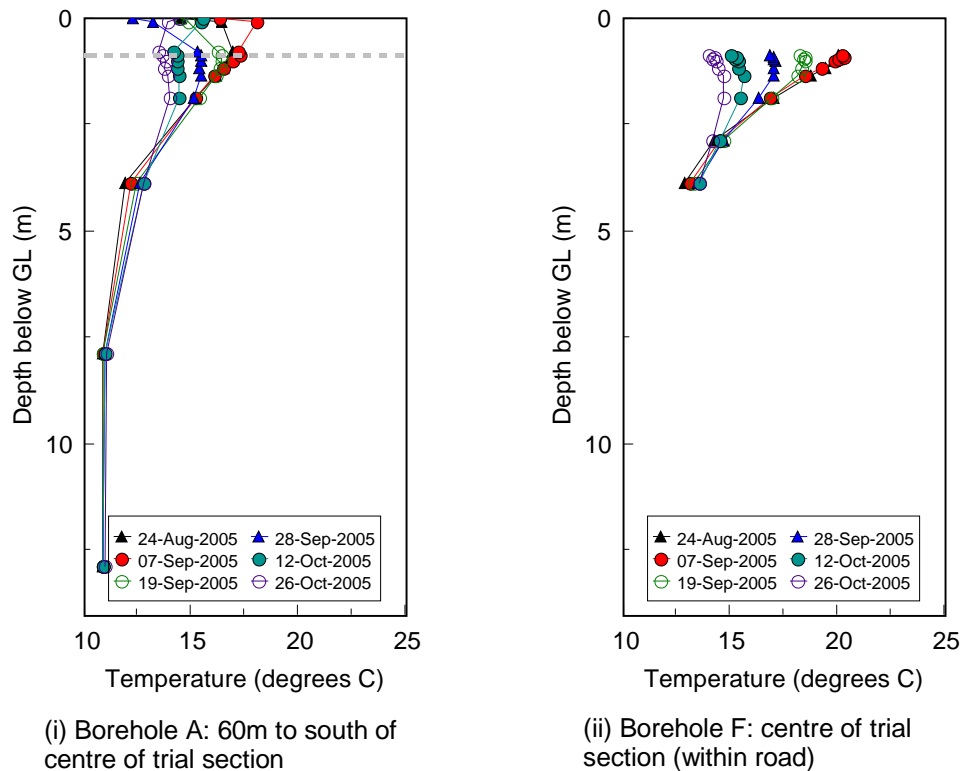 0
5
10
Depth below GL (m)
24-Aug-2005 28-Sep-2005
07-Sep-2005 12-Oct-2005
19-Sep-2005 26-Oct-2005
10 15 20 25
Temperature (degrees C)
(i) Borehole A: 60m to south of
centre of trial section
0
5
10
Depth below GL (m)
24-Aug-2005 28-Sep-2005
07-Sep-2005 12-Oct-2005
19-Sep-2005 26-Oct-2005
10 15 20 25
Temperature (degrees C)
(ii) Borehole F: centre of trial
section (within road)